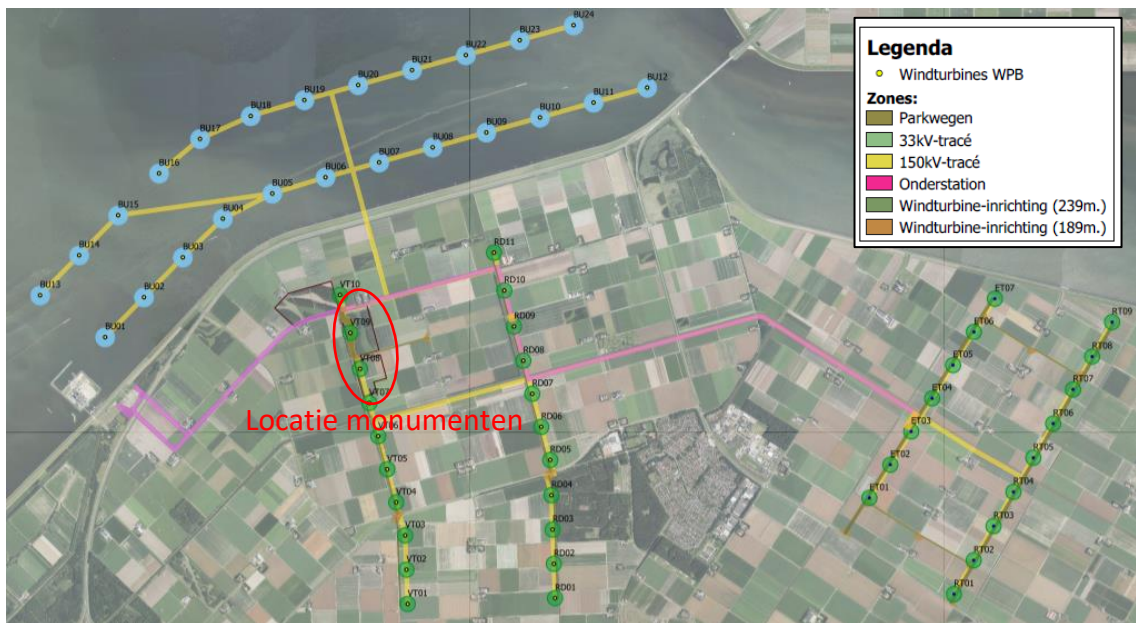 BU24
BU23
BU22
BU21
BU20
BU19
BU18
BU17
BU16
BU12
BU11
BU10
BU09
BU08
BU07
BU06
BU05
BU04
BU03
BU02
BU01
BU15
BU14
BU13
Legenda
Windturbines WPB
Zones:
Parkwegen
33kV-tracé
150kV-tracé
Onderstation
Windturbine-inrichting (239m.)
Windturbine-inrichting (189m.)
VT10
VT09
VT08
VT07
Locatie monumenten
VT06
VT05
VT04
VT03
VT02
VT01
RD11
RD10
RD09
RD08
RD07
RD06
RD05
RD04
RD03
RD02
RD01
ET07
ET06
ET05
ET04
ET03
ET02
ET01
RT09
RT08
RT07
RT06
RT05
RT04
RT03
RT02
RT01